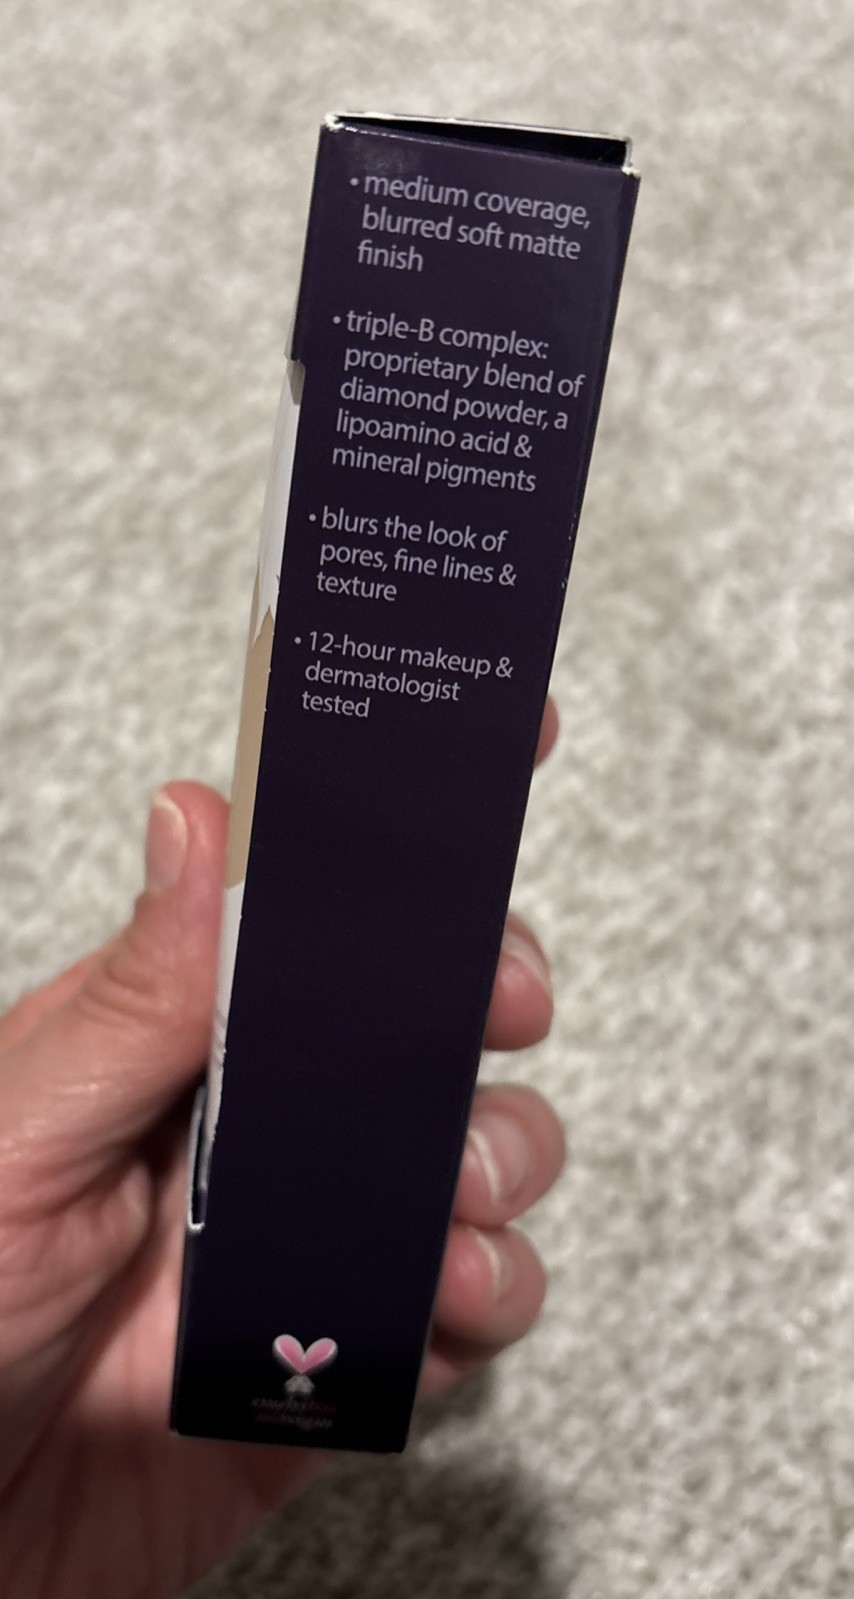 • medium coverage,
blurred soft matte
finish
• triple-B complex:
proprietary blend of
diamond powder, a
lipoamino acid &
mineral pigments
• blurs the look of
pores, fine lines &
texture
• 12-hour makeup &
dermatologist
tested